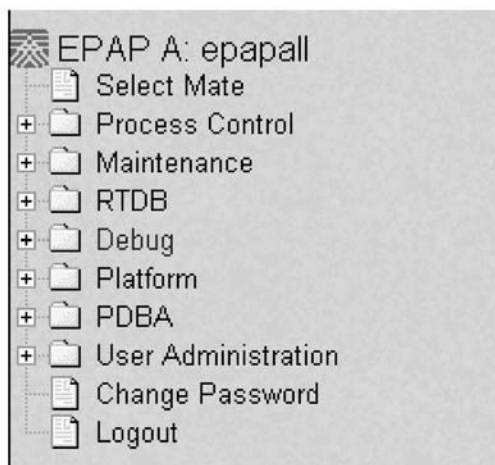 EPAP A: epapall
Select Mate
Process Control
Maintenance
RTDB
Debug
Platform
PDBA
User Administration
Change Password
Logout